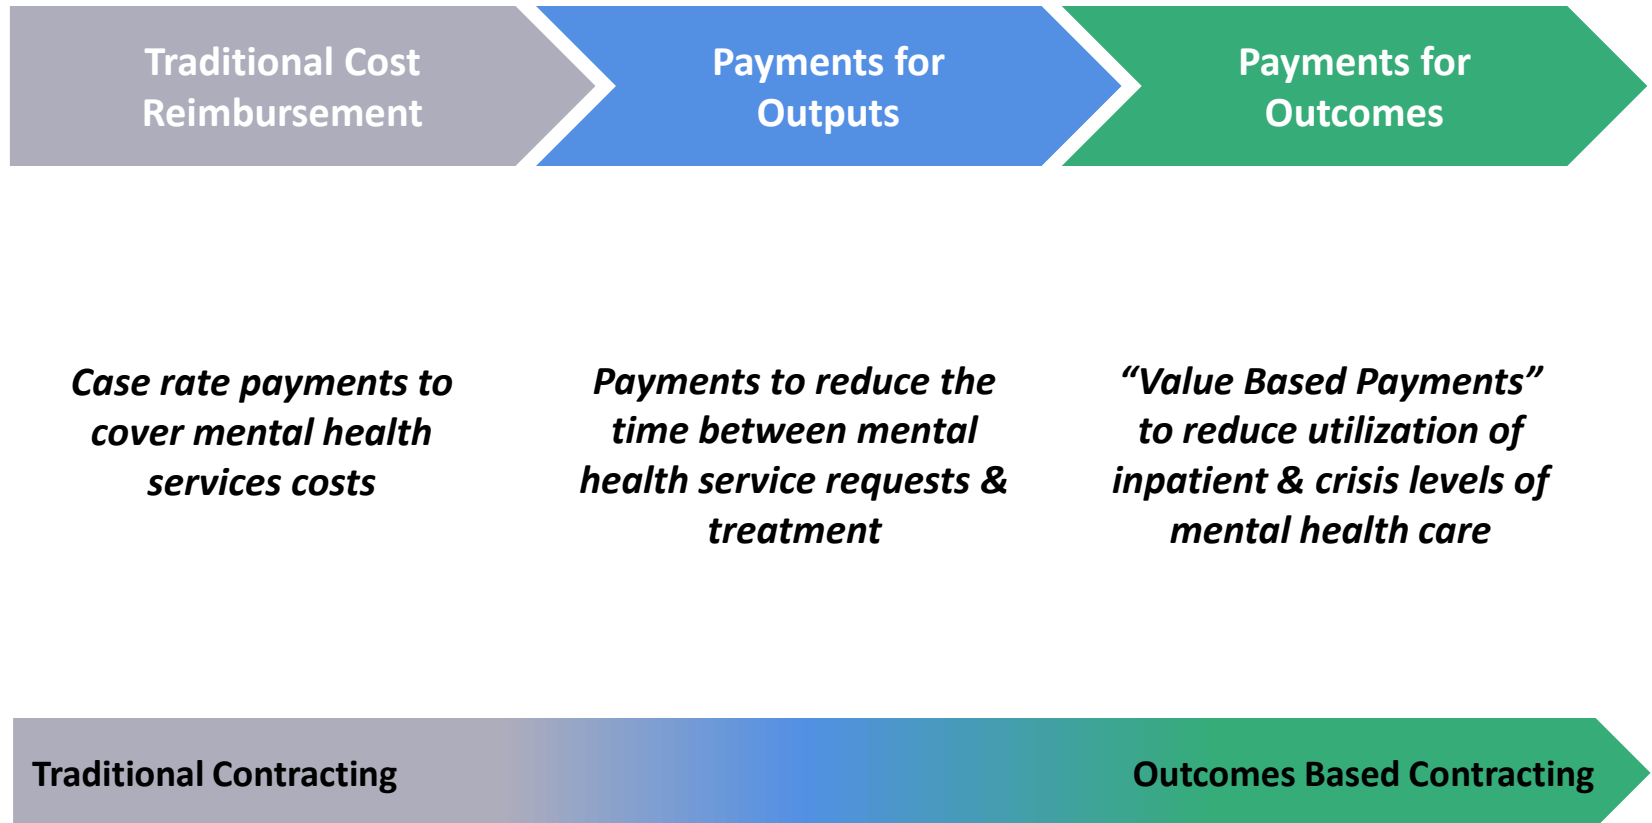 Traditional Cost
Reimbursement
Payments for
Outputs
Payments for
Outcomes
Case rate payments to
cover mental health
services costs
Payments to reduce the
time between mental
health service requests &
treatment
“Value Based Payments”
to reduce utilization of
inpatient & crisis levels of
mental health care
Traditional Contracting
Outcomes Based Contracting